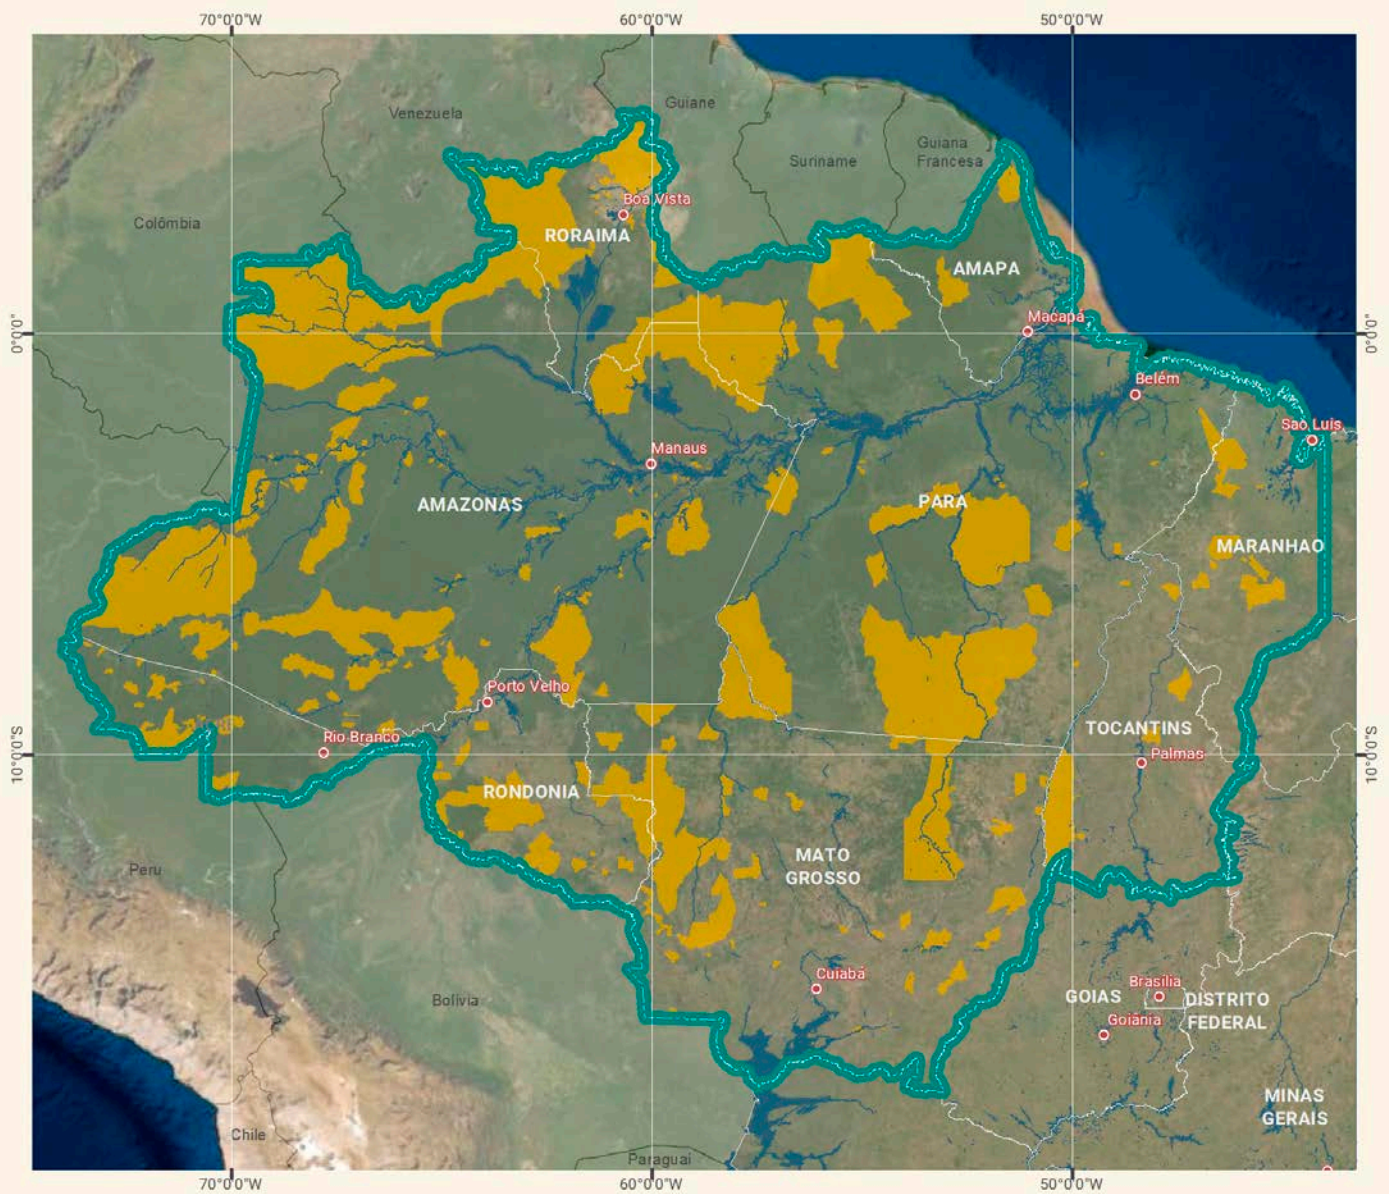 70°0'0"W
60°0'0"W
50°0'0"W
Venezuela
Guiane
Suriname
Guiana
Francesa
Colômbia
Boa Vista
RORAIMA
AMAPA
Macapá
0°0'0"
0°0'0"
Belém
Sao Luis
Manaus
AMAZONAS
PARA
MARANHAO
Porto Velho
Rio Branco
TOCANTINS
Palmas
10°0'0"S
10°0'0"S
RONDONIA
MATO
GROSSO
Peru
Cuiabá
Bolivia
Brasília
GOIAS
DISTRITO
FEDERAL
Goiânia
MINAS
GERAIS
Chile
Paraguai
70°0'0"W
60°0'0"W
50°0'0"W